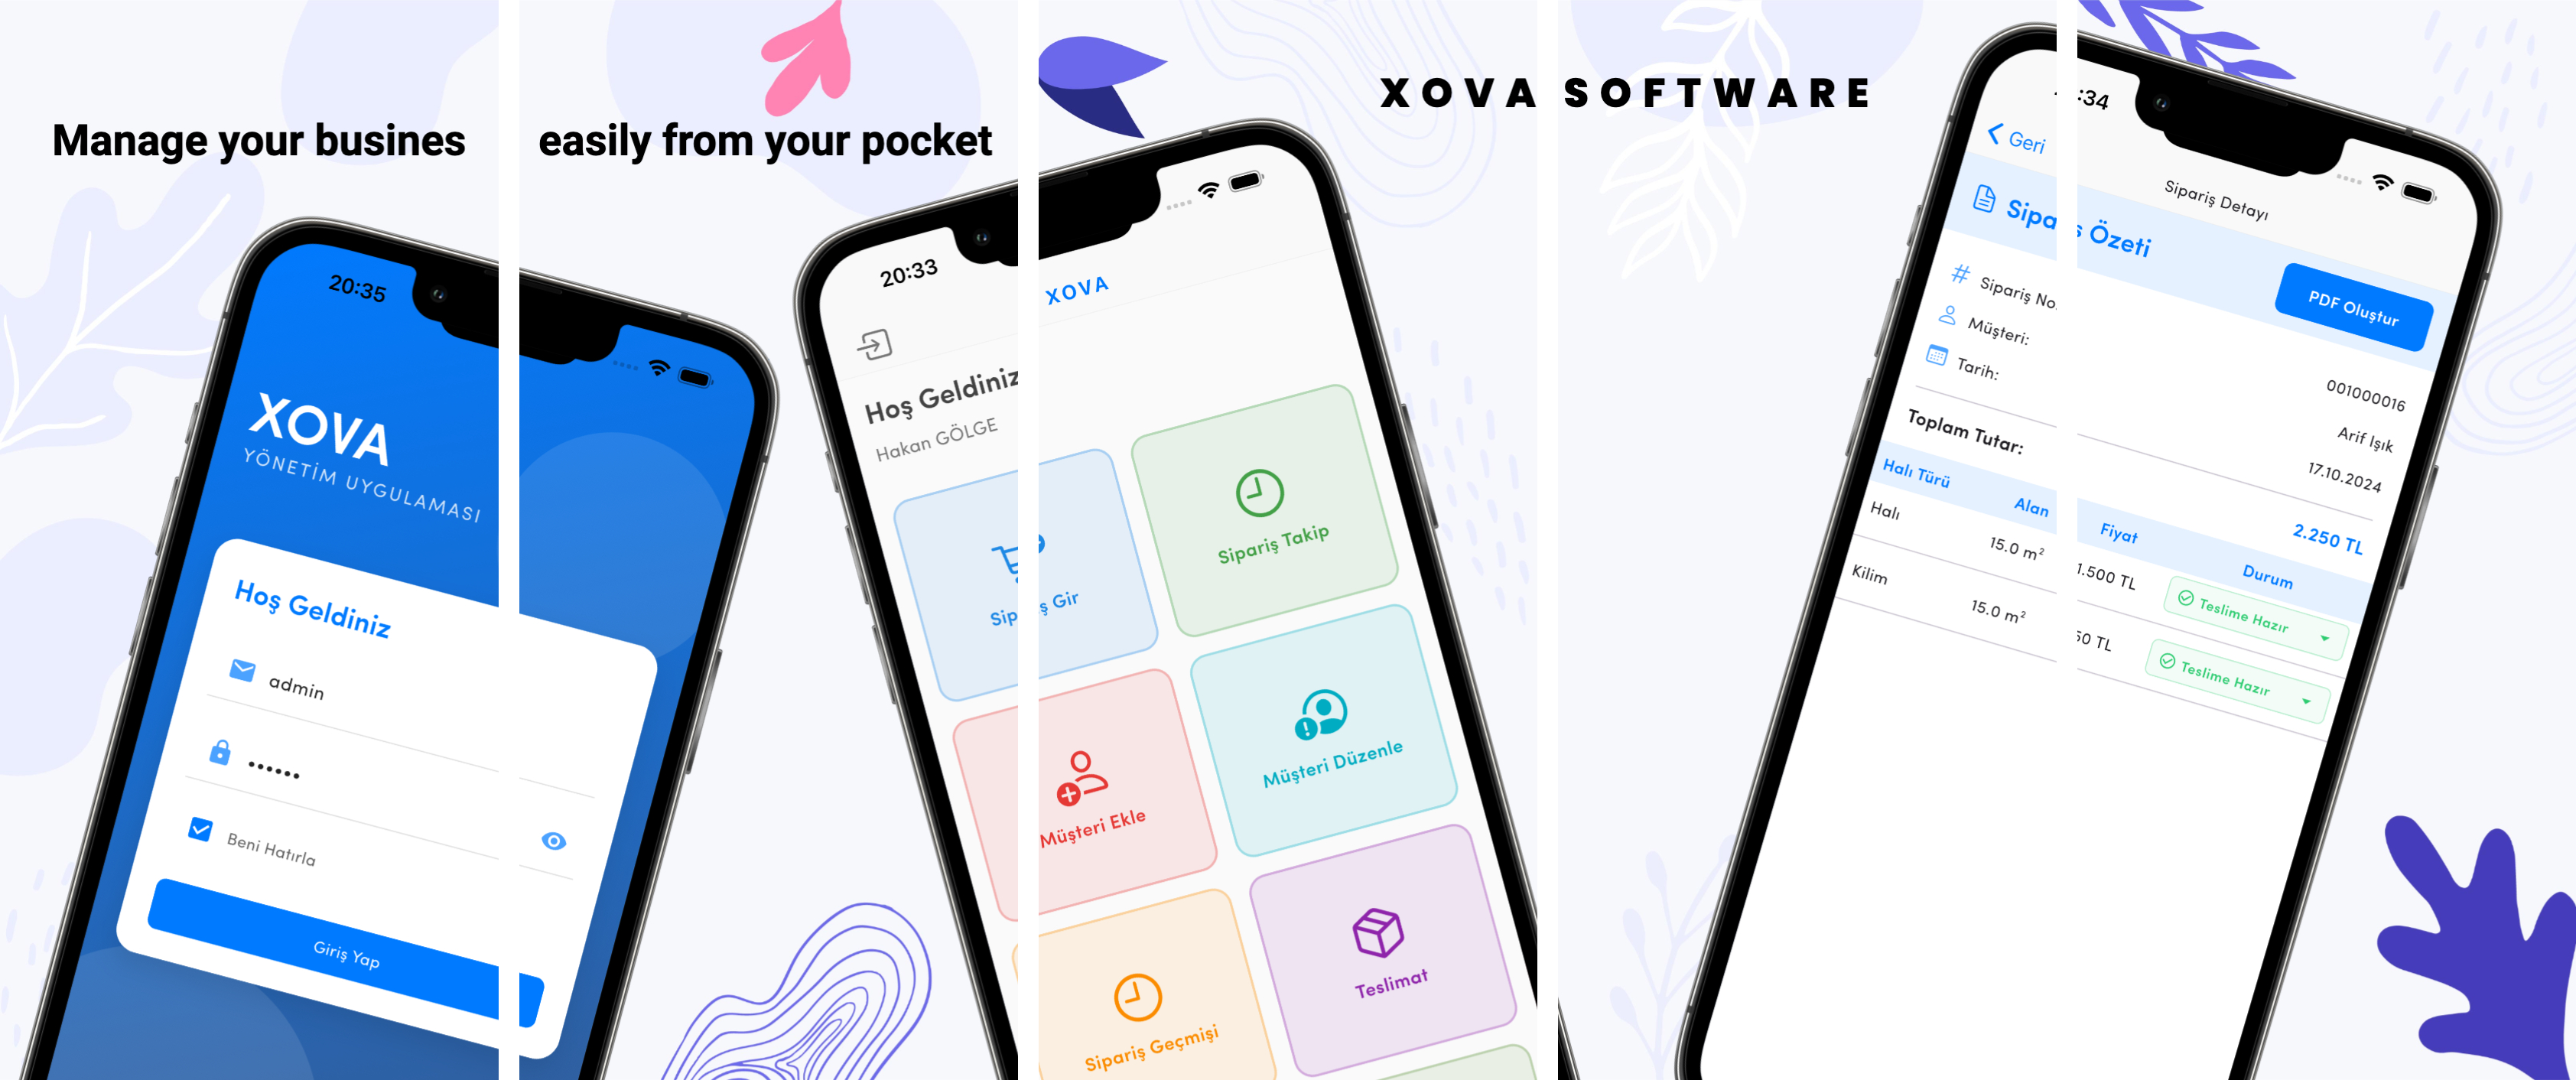 Manage your busines easily from your pocket
XOVA SOFTWARE
20:35
XOVA
YÖNETİM UYGULAMASI
Hoş Geldiniz
admin
••••••
Beni Hatırla
Giriş Yap
20:33
XOVA
Hoş Geldiniz
Hakan GÖLGE
Sip ş Gir
Sipariş Takip
Müşteri Ekle
Müşteri Düzenle
Sipariş Geçmişi
Teslimat
:34
Geri
Sipariş Detayı
Sipa s Özeti
PDF Oluştur
# Sipariş No. 001000016
Müşteri: Arif Işık
Tarih: 17.10.2024
Toplam Tutar: 2.250 TL
Halı Türü Alan Fiyat Durum
Halı 15.0 m² 1.500 TL Teslime Hazır
Kilim 15.0 m² 50 TL Teslime Hazır